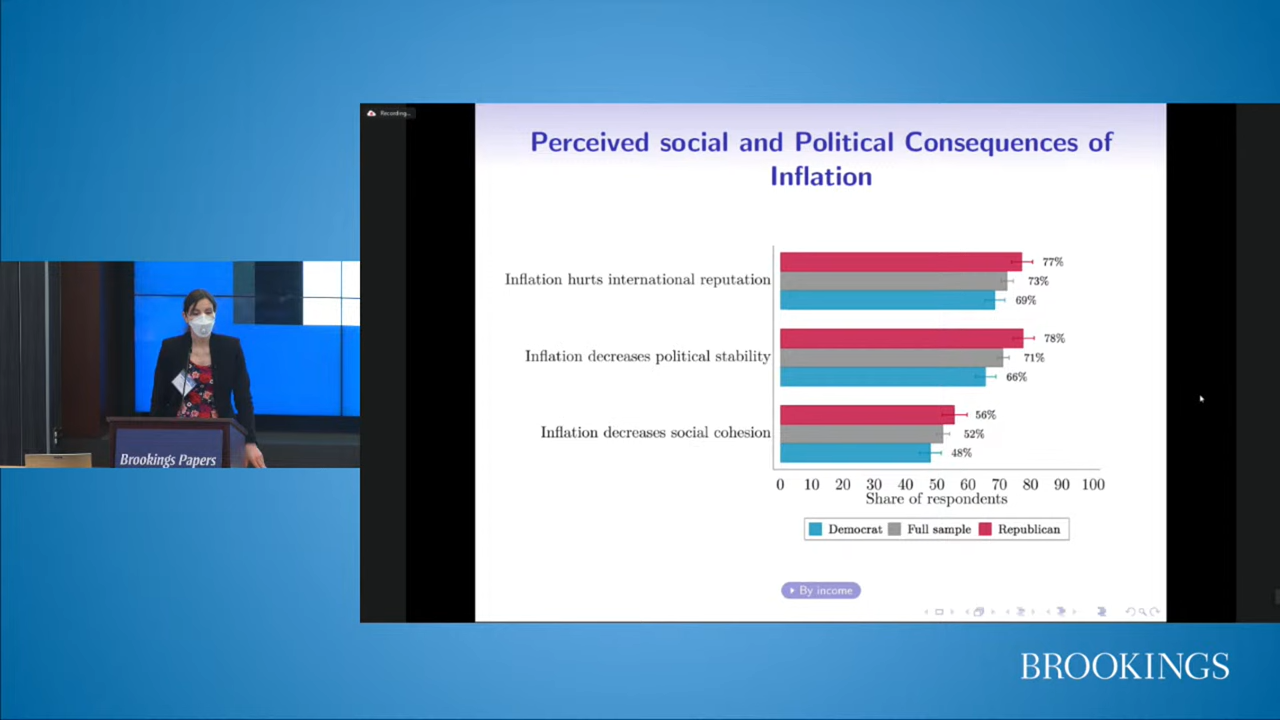 Recording...
Perceived social and Political Consequences of
Inflation
Inflation hurts international reputation
77%
73%
69%
Inflation decreases political stability
78%
71%
66%
Inflation decreases social cohesion
56%
52%
48%
0 10 20 30 40 50 60 70 80 90 100
Share of respondents
Democrat Full sample Republican
By income
Brookings Papers
BROOKINGS